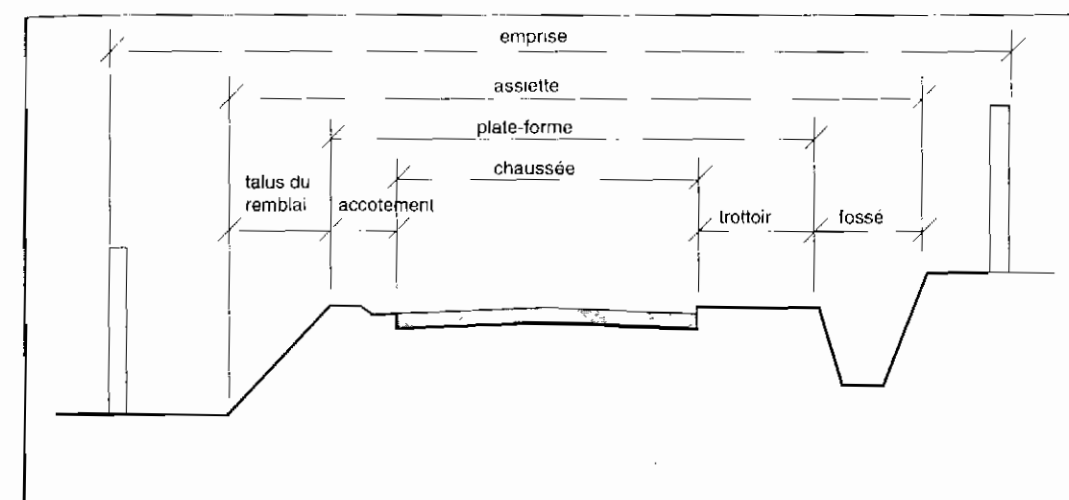 emprise
assiette
plate-forme
chaussée
talus du
remblai
accotement
trottoir
fossé